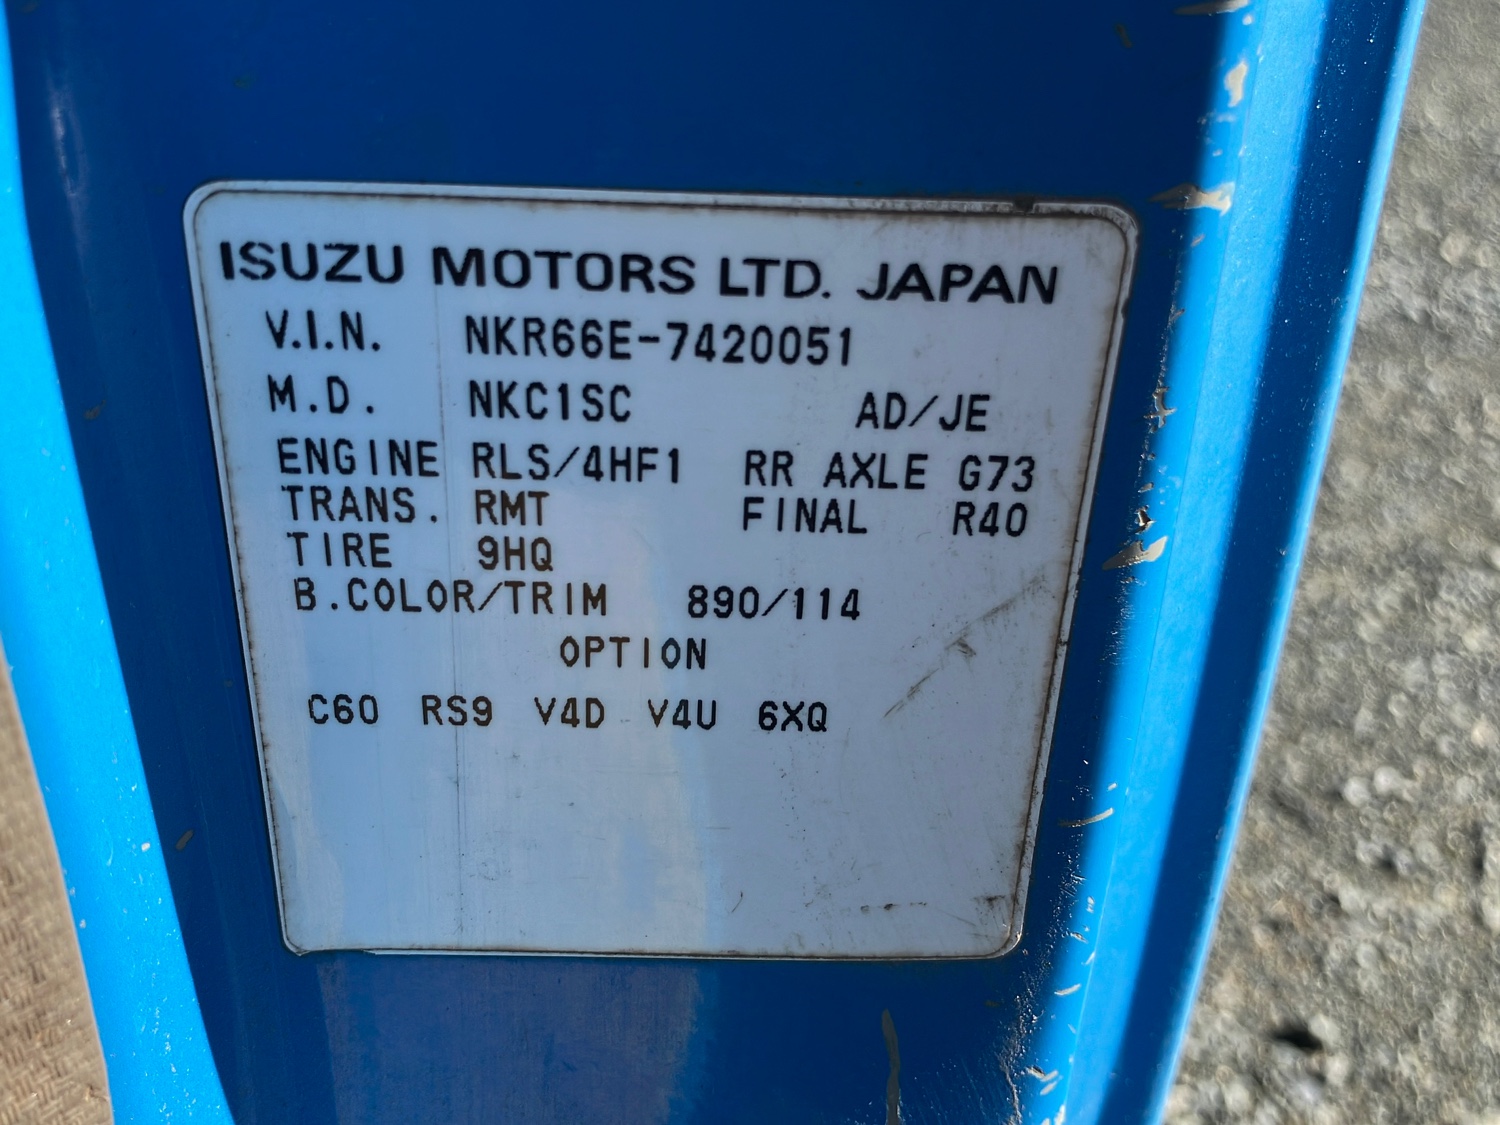 ISUZU MOTORS LTD. JAPAN
V.I.N. NKR66E-7420051
M.D. NKC1SC AD/JE
ENGINE RLS/4HF1 RR AXLE G73
TRANS. RMT FINAL R40
TIRE 9HQ
B.COLOR/TRIM 890/114
OPTION
C60 RS9 V4D V4U 6XQ